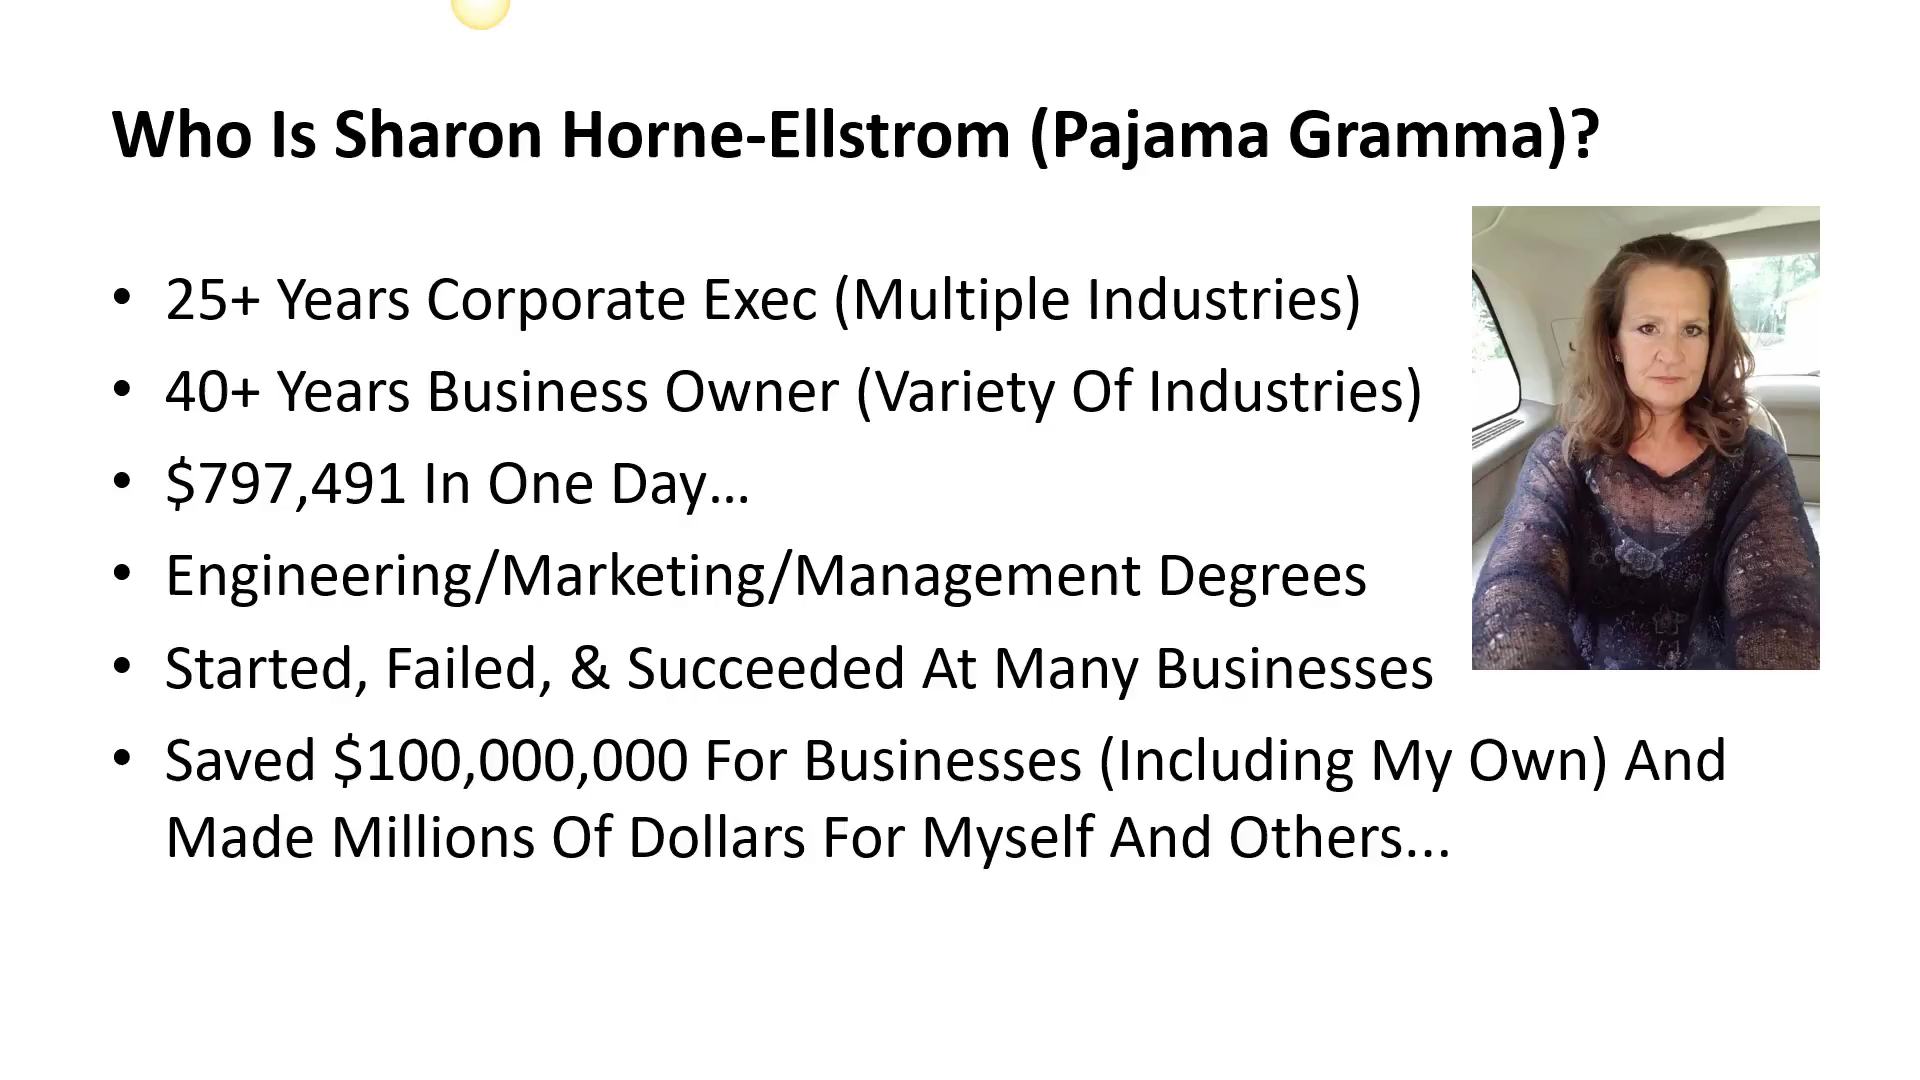 Who Is Sharon Horne-Ellstrom (Pajama Gramma)?
• 25+ Years Corporate Exec (Multiple Industries)
• 40+ Years Business Owner (Variety Of Industries)
• $797,491 In One Day...
• Engineering/Marketing/Management Degrees
• Started, Failed, & Succeeded At Many Businesses
• Saved $100,000,000 For Businesses (Including My Own) And
Made Millions Of Dollars For Myself And Others...